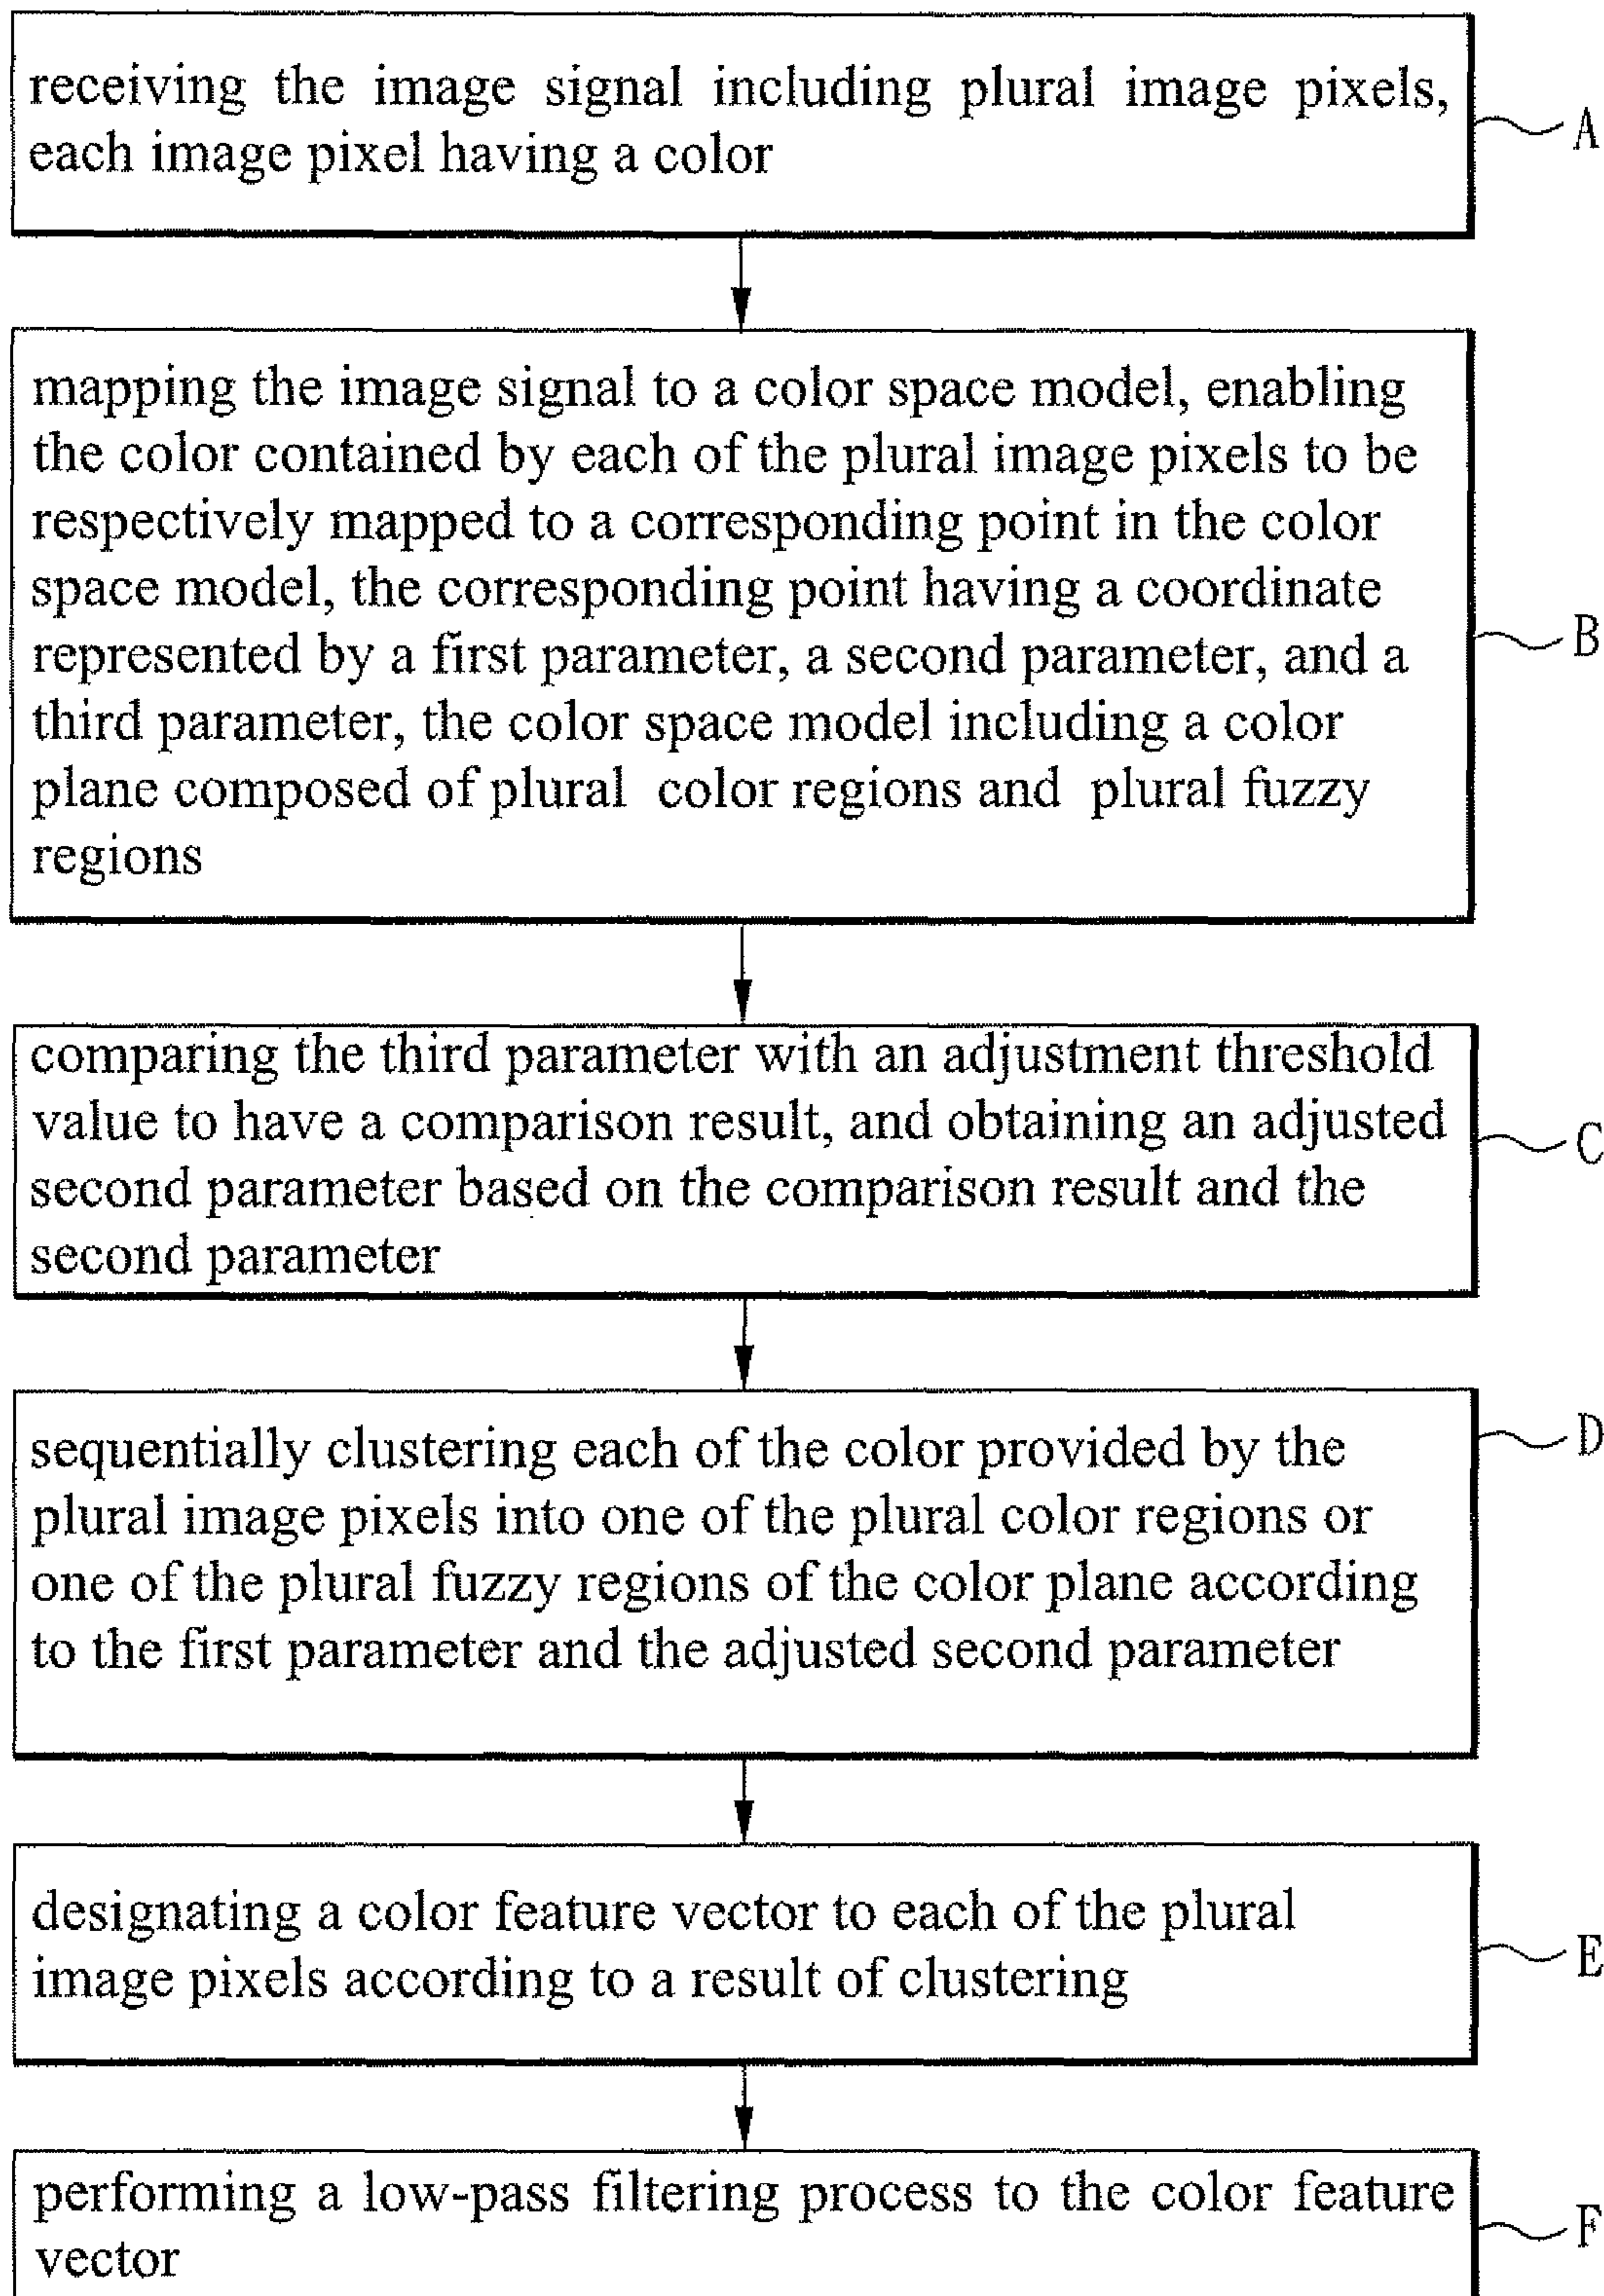 receiving the image signal including plural image pixels,
each image pixel having a color
A
mapping the image signal to a color space model, enabling
the color contained by each of the plural image pixels to be
respectively mapped to a corresponding point in the color
space model, the corresponding point having a coordinate
represented by a first parameter, a second parameter, and a
third parameter, the color space model including a color
plane composed of plural color regions and plural fuzzy
regions
B
comparing the third parameter with an adjustment threshold
value to have a comparison result, and obtaining an adjusted
second parameter based on the comparison result and the
second parameter
C
sequentially clustering each of the color provided by the
plural image pixels into one of the plural color regions or
one of the plural fuzzy regions of the color plane according
to the first parameter and the adjusted second parameter
D
designating a color feature vector to each of the plural
image pixels according to a result of clustering
E
performing a low-pass filtering process to the color feature
vector
F